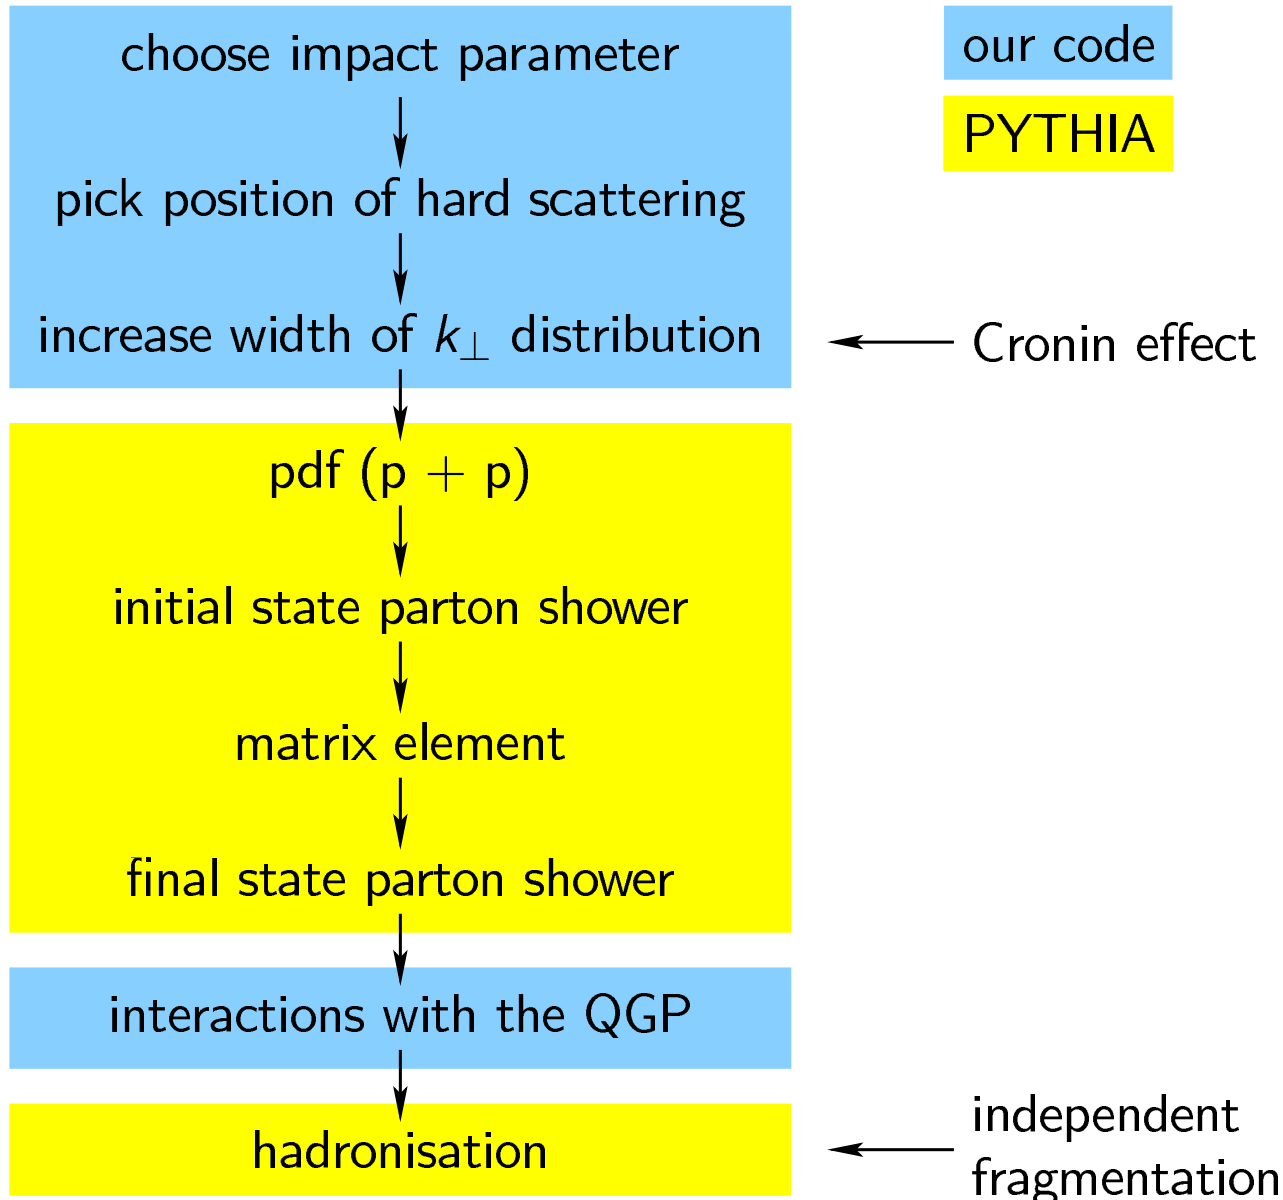 choose impact parameter
our code
PYTHIA
pick position of hard scattering
increase width of k⊥ distribution
Cronin effect
pdf (p + p)
initial state parton shower
matrix element
final state parton shower
interactions with the QGP
hadronisation
independent
fragmentation